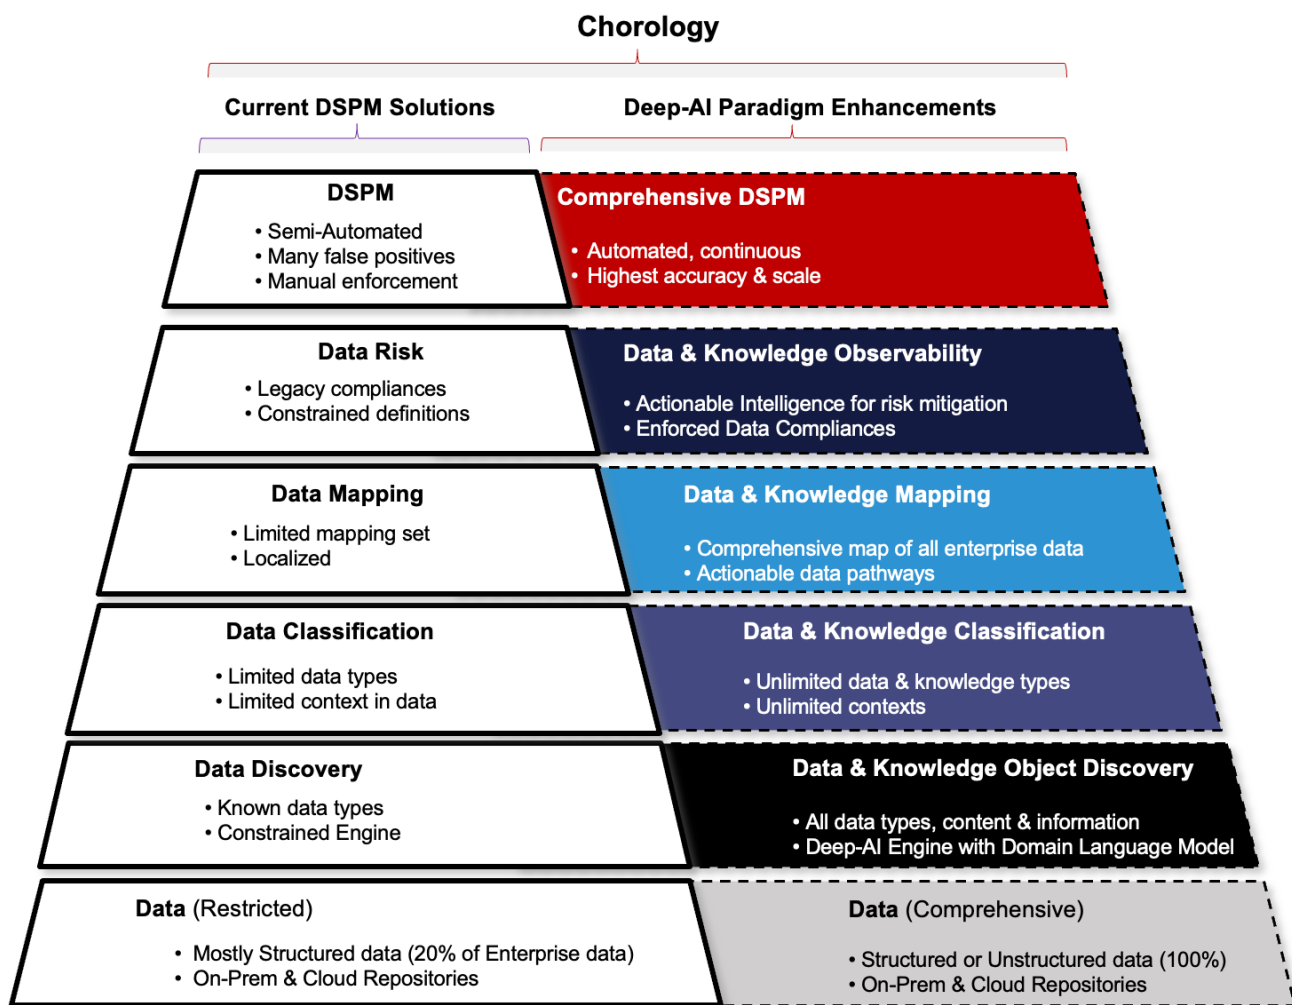 Chorology
Current DSPM Solutions
Deep-AI Paradigm Enhancements
DSPM
• Semi-Automated
• Many false positives
• Manual enforcement
Comprehensive DSPM
• Automated, continuous
• Highest accuracy & scale
Data Risk
• Legacy compliances
• Constrained definitions
Data & Knowledge Observability
• Actionable Intelligence for risk mitigation
• Enforced Data Compliances
Data Mapping
• Limited mapping set
• Localized
Data & Knowledge Mapping
• Comprehensive map of all enterprise data
• Actionable data pathways
Data Classification
• Limited data types
• Limited context in data
Data & Knowledge Classification
• Unlimited data & knowledge types
• Unlimited contexts
Data Discovery
• Known data types
• Constrained Engine
Data & Knowledge Object Discovery
• All data types, content & information
• Deep-AI Engine with Domain Language Model
Data (Restricted)
• Mostly Structured data (20% of Enterprise data)
• On-Prem & Cloud Repositories
Data (Comprehensive)
• Structured or Unstructured data (100%)
• On-Prem & Cloud Repositories